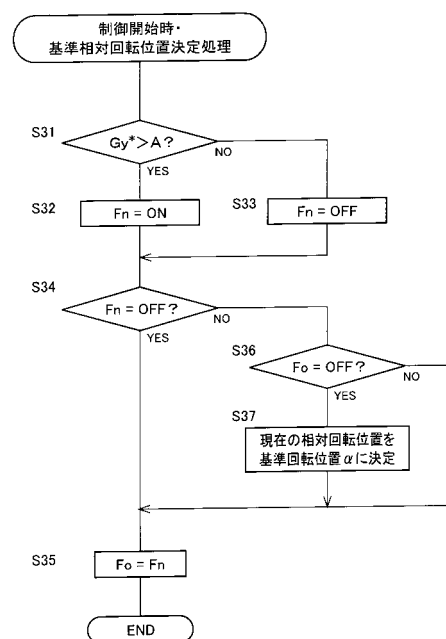 制御開始時・
基準相対回転位置決定処理
S31
Gy*>A?
NO
YES
S32
Fn = ON
S33
Fn = OFF
S34
Fn = OFF?
NO
YES
S36
Fo = OFF?
NO
YES
S37
現在の相対回転位置を
基準回転位置αに決定
S35
Fo = Fn
END